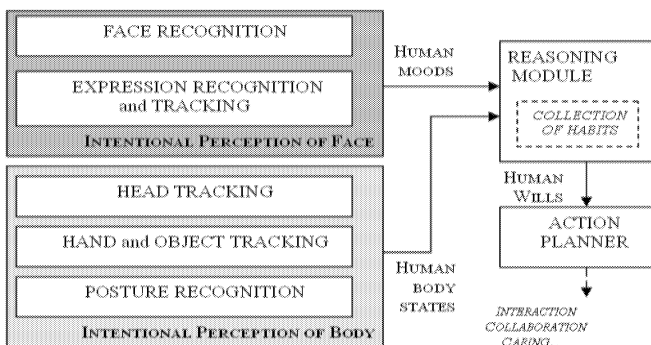 FACE RECOGNITION
EXPRESSION RECOGNITION
and TRACKING
INTENTIONAL PERCEPTION OF FACE
HUMAN
MOODS
REASONING
MODULE
COLLECTION
OF HABITS
HEAD TRACKING
HAND and OBJECT TRACKING
POSTURE RECOGNITION
INTENTIONAL PERCEPTION OF BODY
HUMAN
BODY
STATES
HUMAN
WILLS
ACTION
PLANNER
INTERACTION
COLLABORATION
CARING